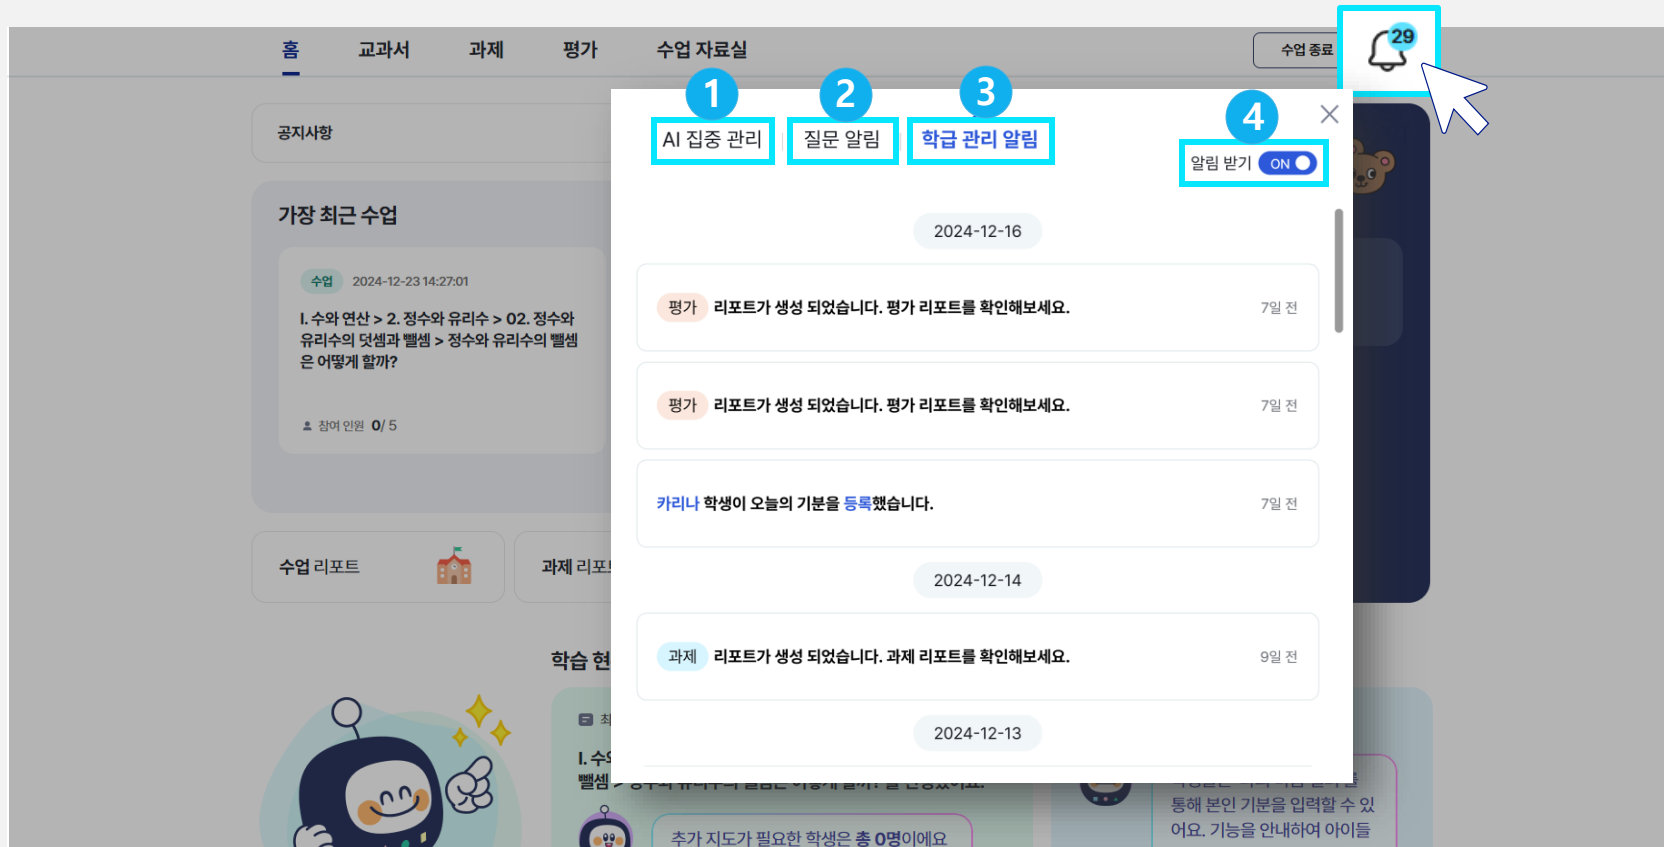 홈 교과서 과제 평가 수업 자료실 수업 종료 29
1 2 3 4
AI 집중 관리 질문 알림 학급 관리 알림
알림 받기 ON
공지사항
가장 최근 수업
수업 2024-12-23 14:27:01
I. 수와 연산 > 2. 정수와 유리수 > 02. 정수와
유리수의 덧셈과 뺄셈 > 정수와 유리수의 뺄셈
은 어떻게 할까?
참여 인원 0/ 5
수업 리포트
과제 리포
2024-12-16
평가 리포트가 생성 되었습니다. 평가 리포트를 확인해보세요. 7일 전
평가 리포트가 생성 되었습니다. 평가 리포트를 확인해보세요. 7일 전
카리나 학생이 오늘의 기분을 등록했습니다. 7일 전
2024-12-14
과제 리포트가 생성 되었습니다. 과제 리포트를 확인해보세요. 9일 전
2024-12-13
학습 현
최
I. 수와
뺄셈 >
추가 지도가 필요한 학생은 총 0명이에요
통해 본인 기분을 입력할 수 있
어요. 기능을 안내하여 아이들